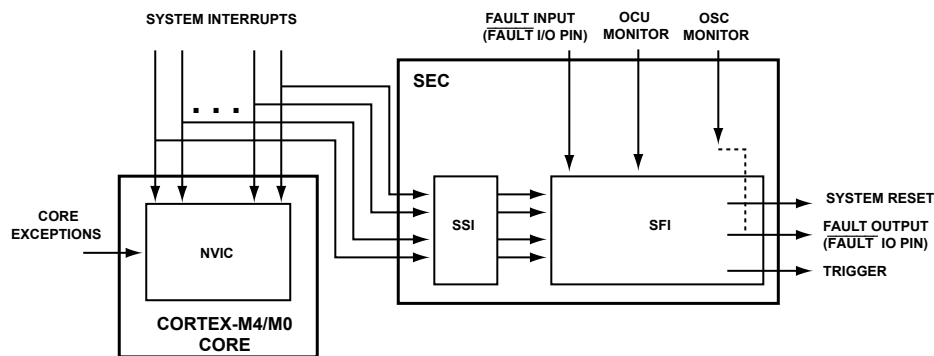 SYSTEM INTERRUPTS
FAULT INPUT
(FAULT I/O PIN)
OCU
MONITOR
OSC
MONITOR
SEC
. . .
CORE
EXCEPTIONS
NVIC
CORTEX-M4/M0
CORE
SSI
SFI
SYSTEM RESET
FAULT OUTPUT
(FAULT IO PIN)
TRIGGER